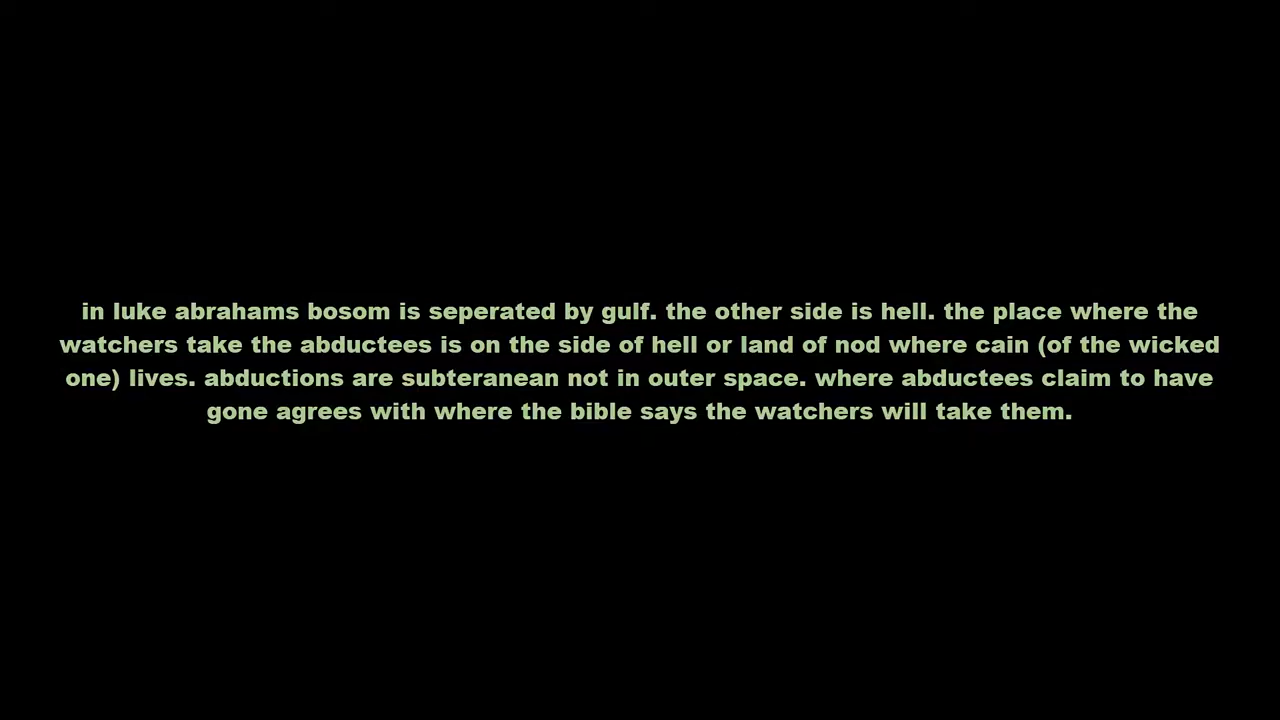 in luke abrahams bosom is seperated by gulf. the other side is hell. the place where the
watchers take the abductees is on the side of hell or land of nod where cain (of the wicked
one) lives. abductions are subteranean not in outer space. where abductees claim to have
gone agrees with where the bible says the watchers will take them.